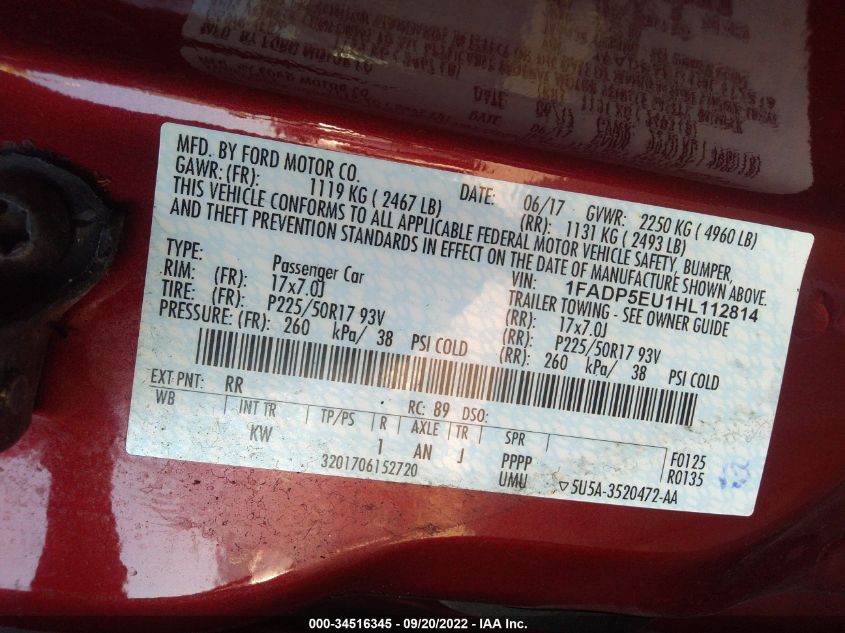 MFD. BY FORD MOTOR CO.
DATE: 06/17 GVWR: 2250 KG ( 4960 LB)
GAWR: (FR): 1119 KG ( 2467 LB) (RR): 1131 KG ( 2493 LB)
THIS VEHICLE CONFORMS TO ALL APPLICABLE FEDERAL MOTOR VEHICLE SAFETY, BUMPER,
AND THEFT PREVENTION STANDARDS IN EFFECT ON THE DATE OF MANUFACTURE SHOWN ABOVE.
VIN: 1FADP5EU1HL112814
TYPE: Passenger Car TRAILER TOWING - SEE OWNER GUIDE
RIM: (FR): 17x7.0J (RR): 17x7.0J
TIRE: (FR): P225/50R17 93V (RR): P225/50R17 93V
PRESSURE: (FR): 260 kPa/ 38 PSI COLD (RR): 260 kPa/ 38 PSI COLD
EXT PNT: RR RC: 89 DSO:
WB INT TR TP/PS R AXLE TR SPR
KW 1 AN J PPPP F0125
UMU R0135
3201706152720 ▽5U5A-3520472-AA
000-34516345 - 09/20/2022 - IAA Inc.